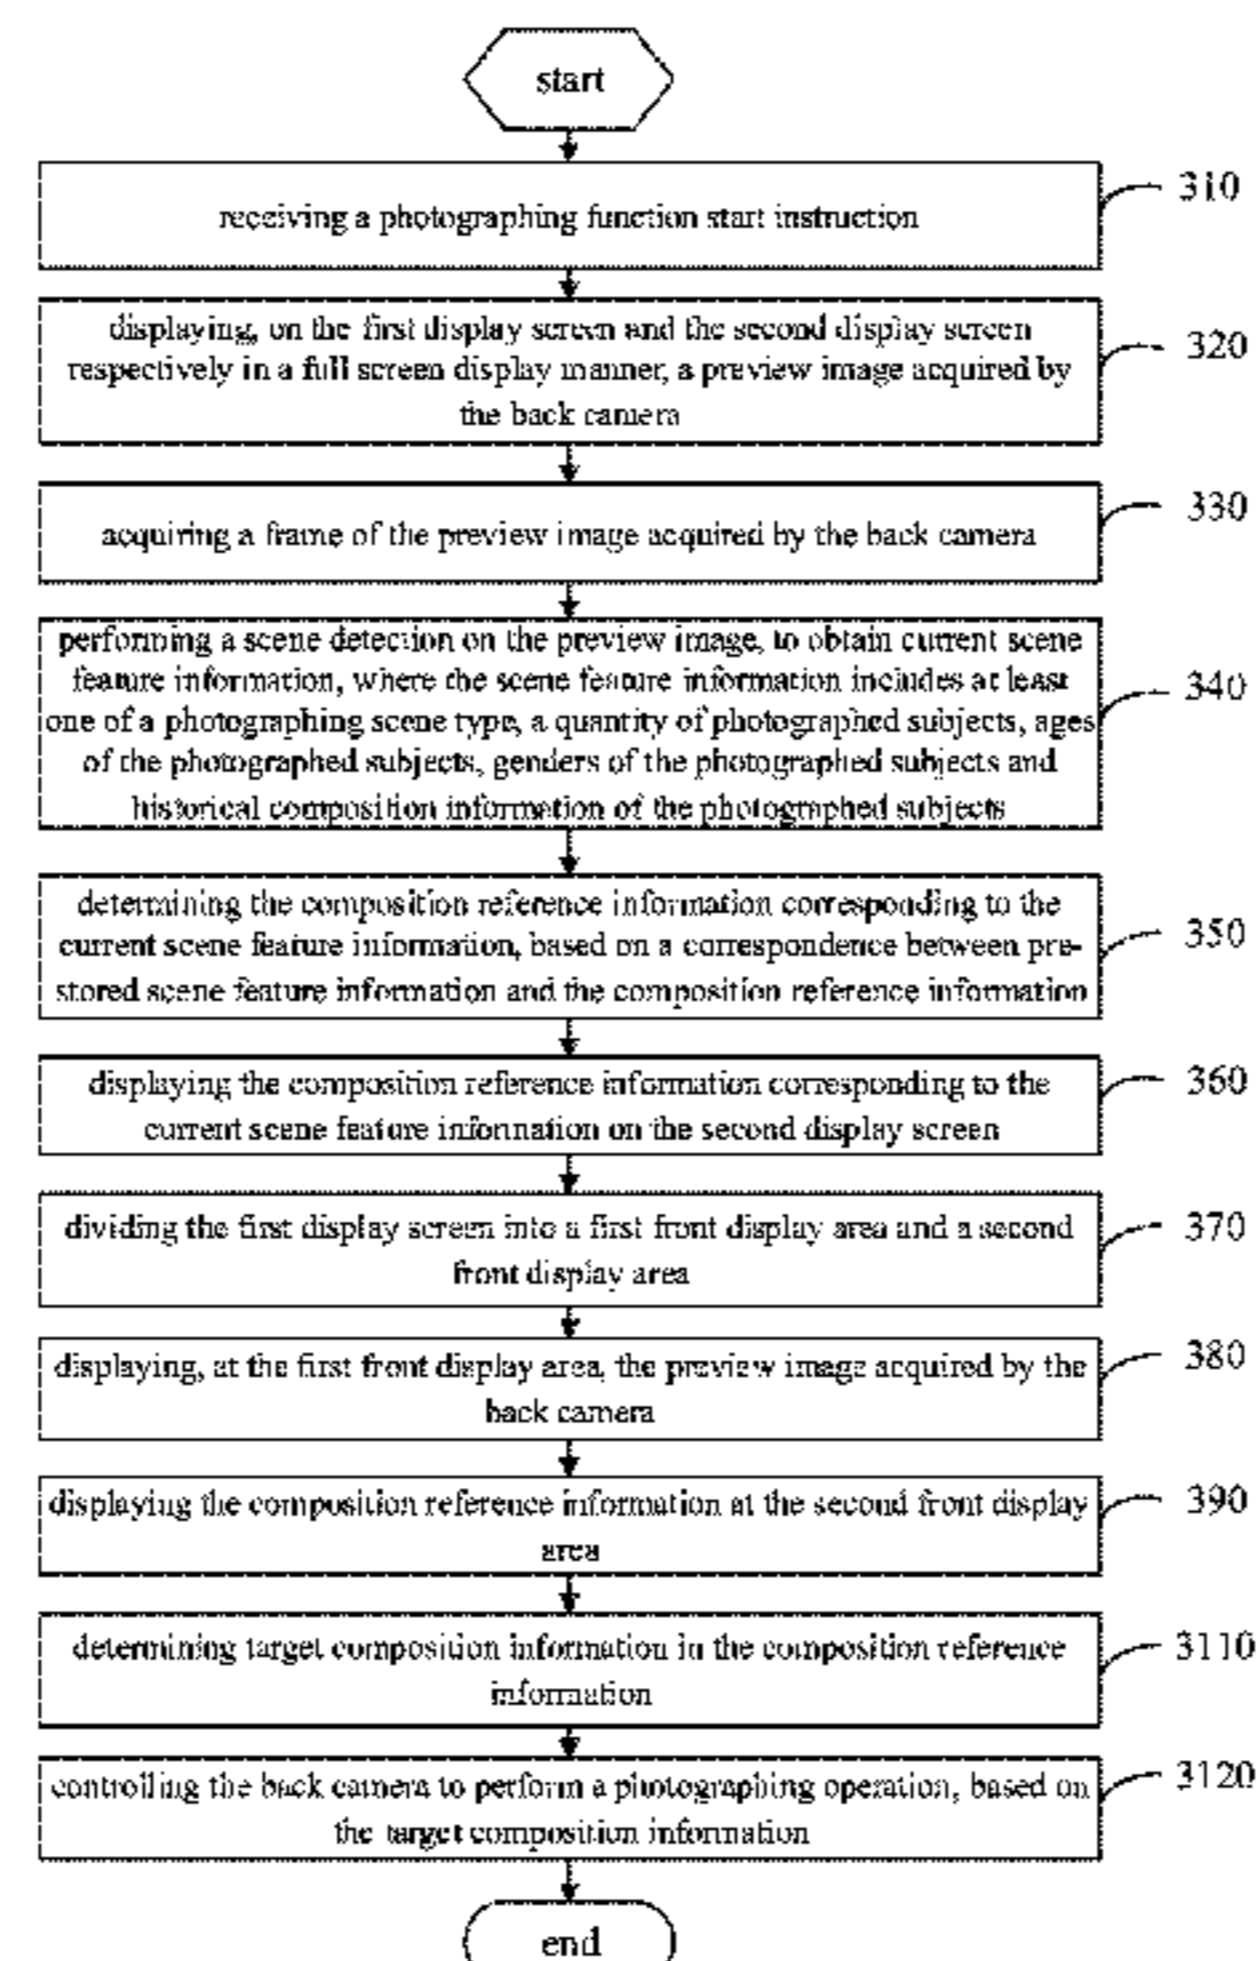 start
receiving a photographing function start instruction
310
displaying, on the first display screen and the second display screen
respectively in a full screen display manner, a preview image acquired by
the back camera
320
acquiring a frame of the preview image acquired by the back camera
330
performing a scene detection on the preview image, to obtain current scene
feature information, where the scene feature information includes at least
one of a photographing scene type, a quantity of photographed subjects, ages
of the photographed subjects, genders of the photographed subjects and
historical composition information of the photographed subjects
340
determining the composition reference information corresponding to the
current scene feature information, based on a correspondence between pre-
stored scene feature information and the composition reference information
350
displaying the composition reference information corresponding to the
current scene feature information on the second display screen
360
dividing the first display screen into a first front display area and a second
front display area
370
displaying, at the first front display area, the preview image acquired by the
back camera
380
displaying the composition reference information at the second front display
area
390
determining target composition information in the composition reference
information
3110
controlling the back camera to perform a photographing operation, based on
the target composition information
3120
end